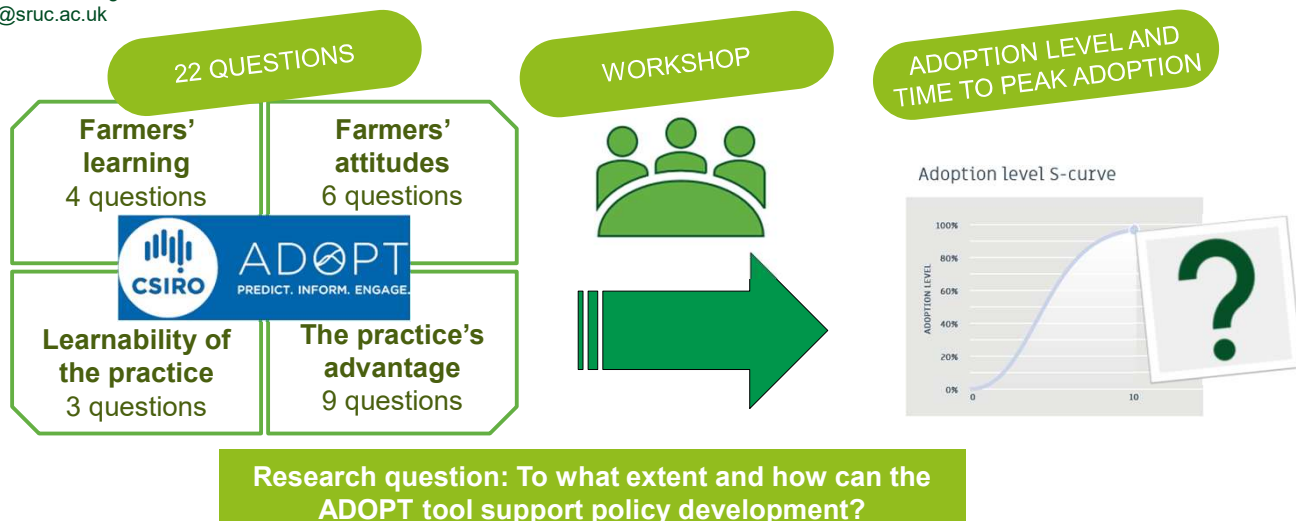 @sruc.ac.uk
22 QUESTIONS
WORKSHOP
ADOPTION LEVEL AND
TIME TO PEAK ADOPTION
Farmers'
learning
4 questions
Farmers'
attitudes
6 questions
CSIRO
ADOPT
PREDICT. INFORM. ENGAGE.
Learnability of
the practice
3 questions
The practice's
advantage
9 questions
Adoption level S-curve
ADOPTION LEVEL
100%
80%
60%
40%
20%
0%
0
10
?
Research question: To what extent and how can the
ADOPT tool support policy development?